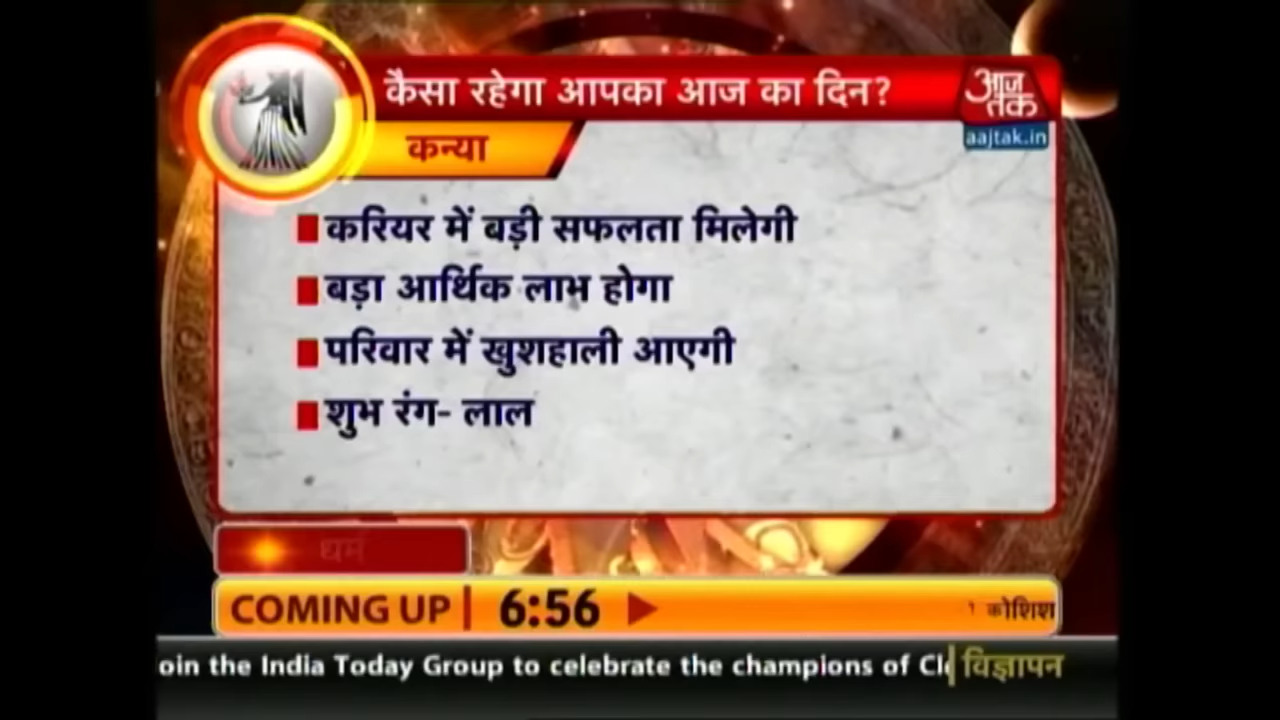 कैसा रहेगा आपका आज का दिन?
आज
तक
aajtak.in
कन्या
करियर में बड़ी सफलता मिलेगी
बड़ा आर्थिक लाभ होगा
परिवार में खुशहाली आएगी
शुभ रंग- लाल
धर्म
COMING UP 6:56 कोशिश
oin the India Today Group to celebrate the champions of Cl विज्ञापन